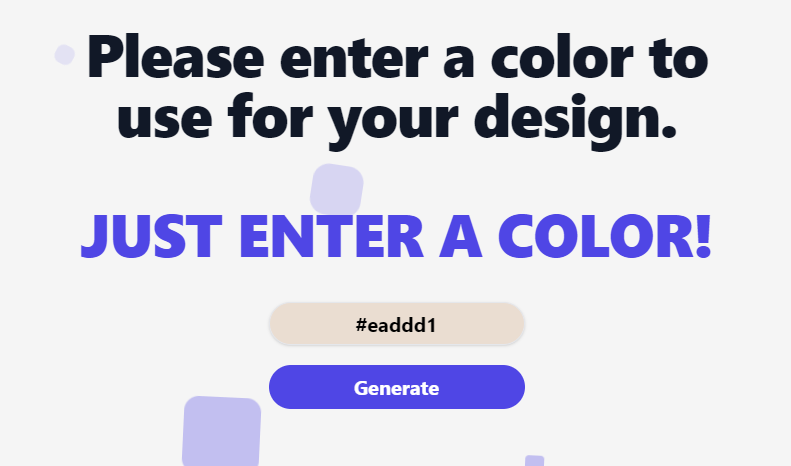 Please enter a color to
use for your design.
JUST ENTER A COLOR!
#eaddd1
Generate